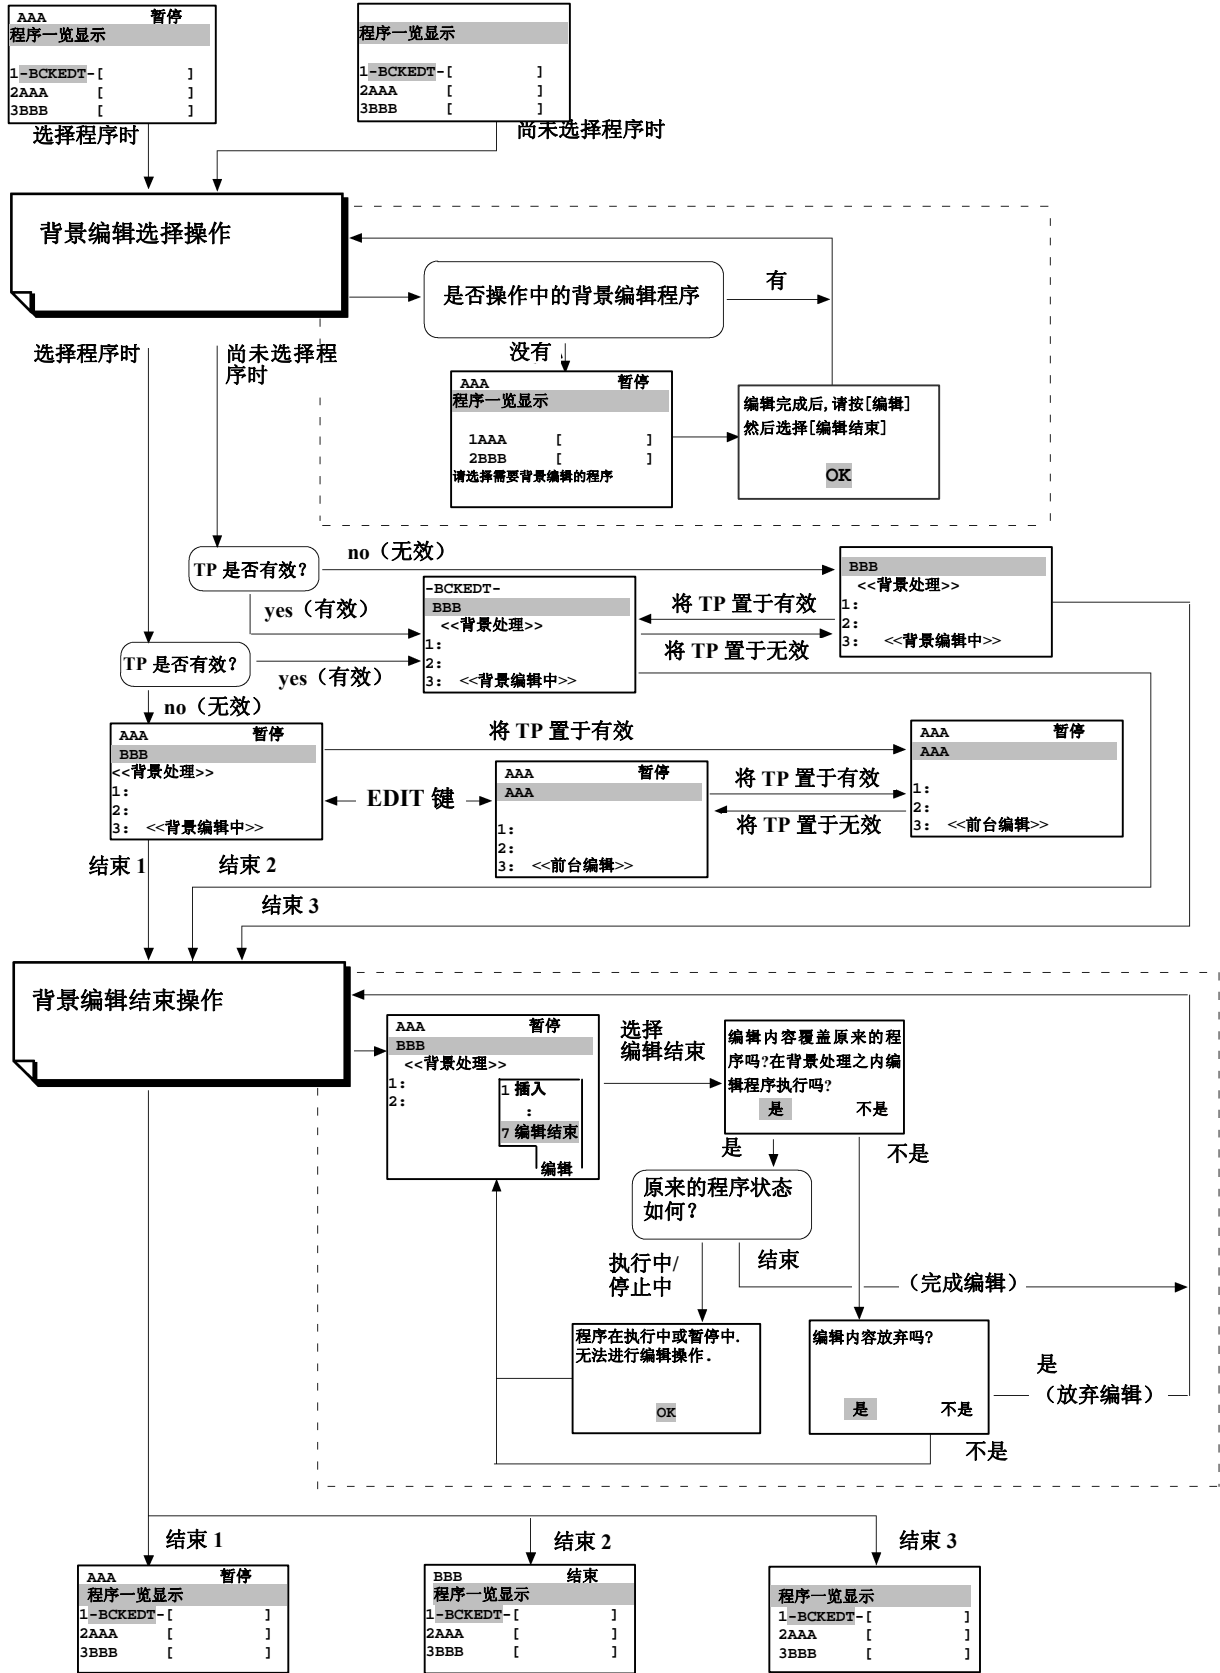 AAA 暂停
程序一览显示
1-BCKEDT-[ ]
2AAA [ ]
3BBB [ ]
选择程序时
程序一览显示
1-BCKEDT-[ ]
2AAA [ ]
3BBB [ ]
尚未选择程序时
背景编辑选择操作
是否操作中的背景编辑程序
有
没有
AAA 暂停
程序一览显示
1AAA [ ]
2BBB [ ]
请选择需要背景编辑的程序
编辑完成后,请按[编辑]
然后选择[编辑结束]
OK
选择程序时
尚未选择程
序时
TP 是否有效?
no（无效）
yes（有效）
TP 是否有效?
yes（有效）
no（无效）
-BCKEDT-
BBB
<<背景处理>>
1:
2:
3: <<背景编辑中>>
将 TP 置于有效
将 TP 置于无效
BBB
<<背景处理>>
1:
2:
3: <<背景编辑中>>
AAA 暂停
BBB
<<背景处理>>
1:
2:
3: <<背景编辑中>>
将 TP 置于有效
EDIT 键
AAA 暂停
AAA
1:
2:
3: <<前台编辑>>
将 TP 置于有效
将 TP 置于无效
AAA 暂停
AAA
1:
2:
3: <<前台编辑>>
结束 1
结束 2
结束 3
背景编辑结束操作
AAA 暂停
BBB
<<背景处理>>
1:
2:
1 插入
:
7 编辑结束
编辑
选择
编辑结束
编辑内容覆盖原来的程
序吗?在背景处理之内编
辑程序执行吗?
是 不是
是
不是
原来的程序状态
如何?
执行中/
停止中
结束
（完成编辑）
程序在执行中或暂停中.
无法进行编辑操作.
OK
编辑内容放弃吗?
是 不是
是
（放弃编辑）
不是
结束 1
结束 2
结束 3
AAA 暂停
程序一览显示
1-BCKEDT-[ ]
2AAA [ ]
3BBB [ ]
BBB 结束
程序一览显示
1-BCKEDT-[ ]
2AAA [ ]
3BBB [ ]
程序一览显示
1-BCKEDT-[ ]
2AAA [ ]
3BBB [ ]